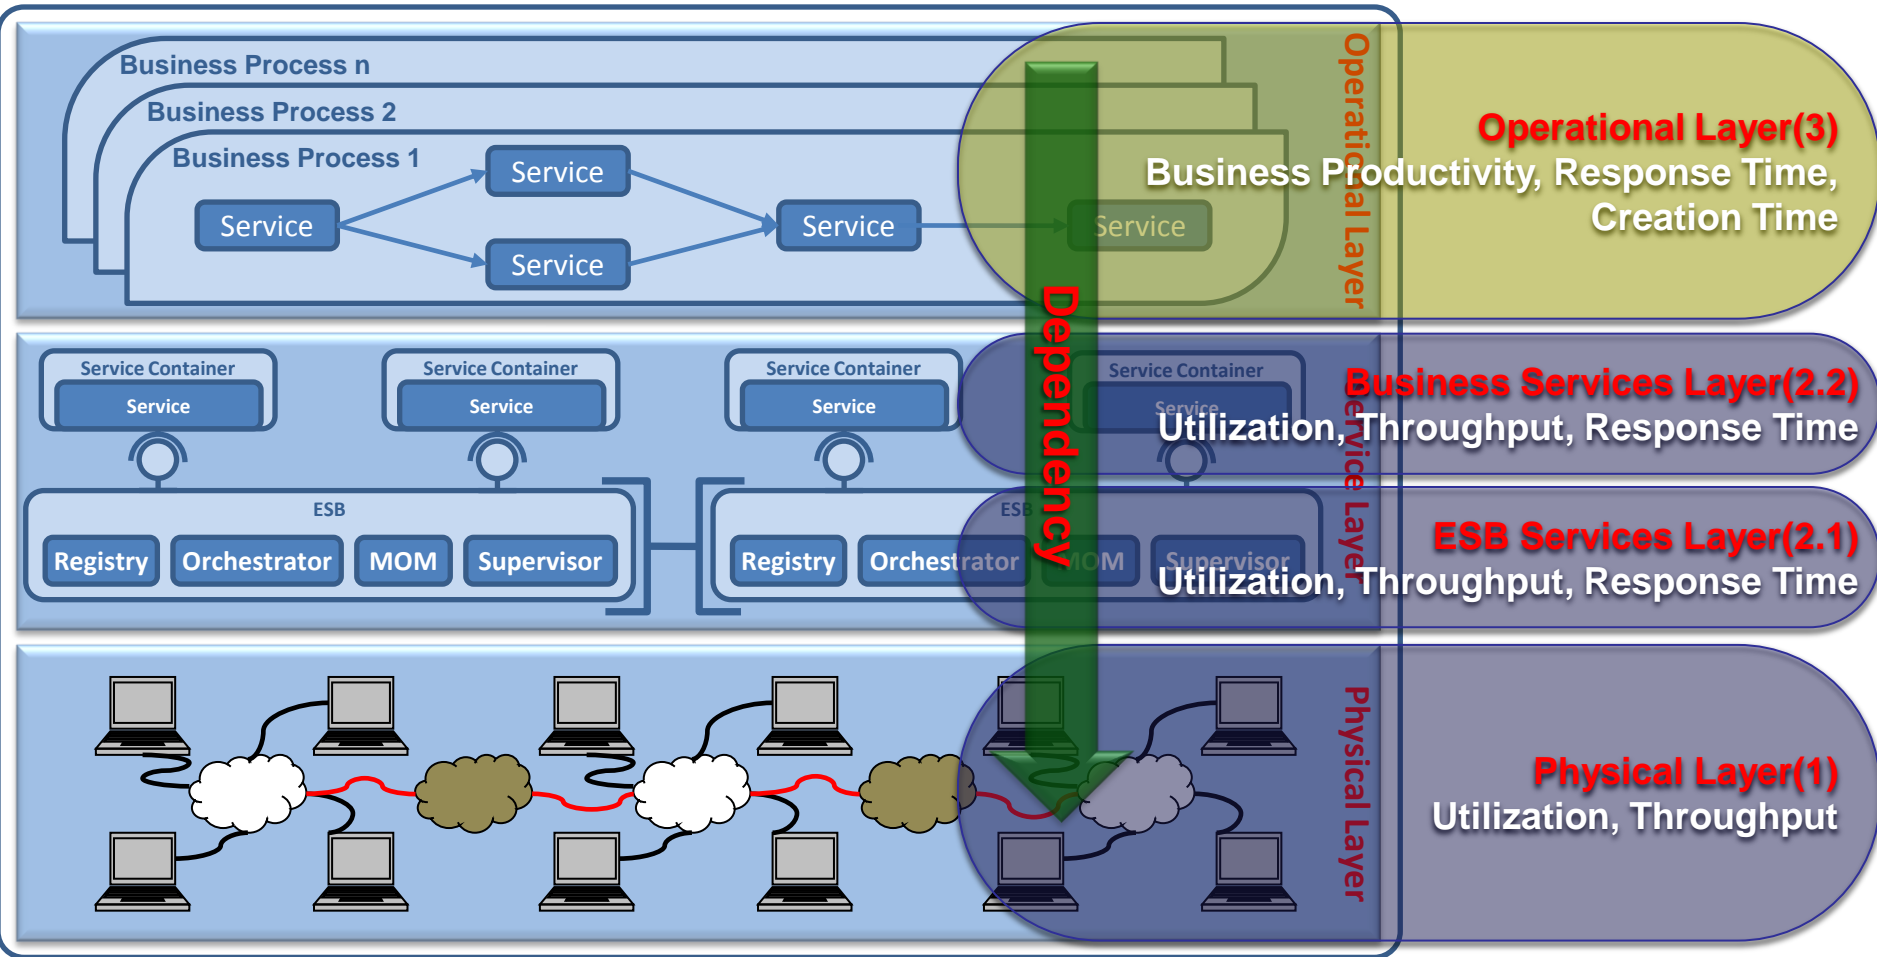 Business Process n
Business Process 2
Business Process 1
Service
Service
Service
Service
Service
Operational Layer
Operational Layer(3)
Business Productivity, Response Time,
Creation Time
Dependency
Service Container
Service
Service Container
Service
Service Container
Service
Service Container
Service
Service Layer
Business Services Layer(2.2)
Utilization, Throughput, Response Time
ESB
Registry
Orchestrator
MOM
Supervisor
ESB
Registry
Orchestrator
MOM
Supervisor
ESB Services Layer(2.1)
Utilization, Throughput, Response Time
Physical Layer
Physical Layer(1)
Utilization, Throughput